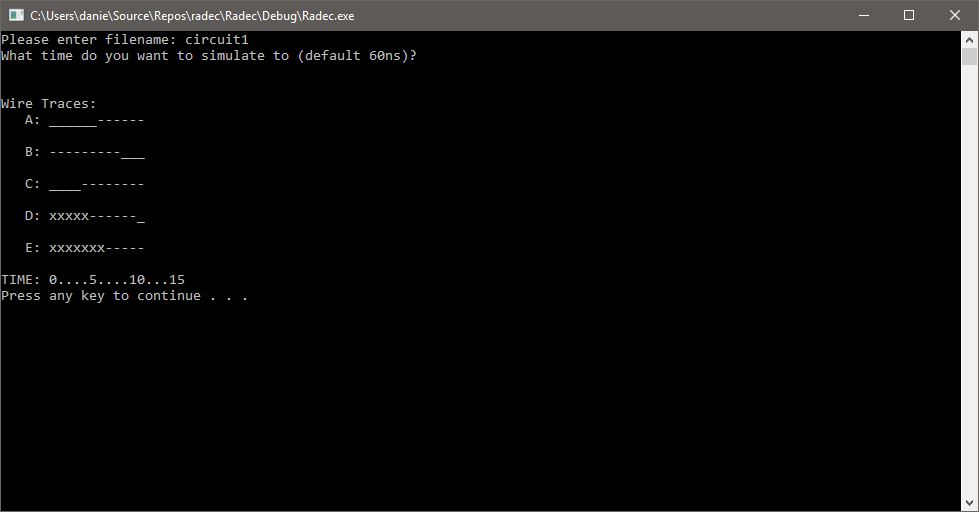 C:\Users\danie\Source\Repos\radec\Radec\Debug\Radec.exe
Please enter filename: circuit1
What time do you want to simulate to (default 60ns)?
Wire Traces:
A: ______------
B: ---------___
C: ____--------
D: xxxxx------_
E: xxxxxxx-----
TIME: 0....5....10...15
Press any key to continue . . .